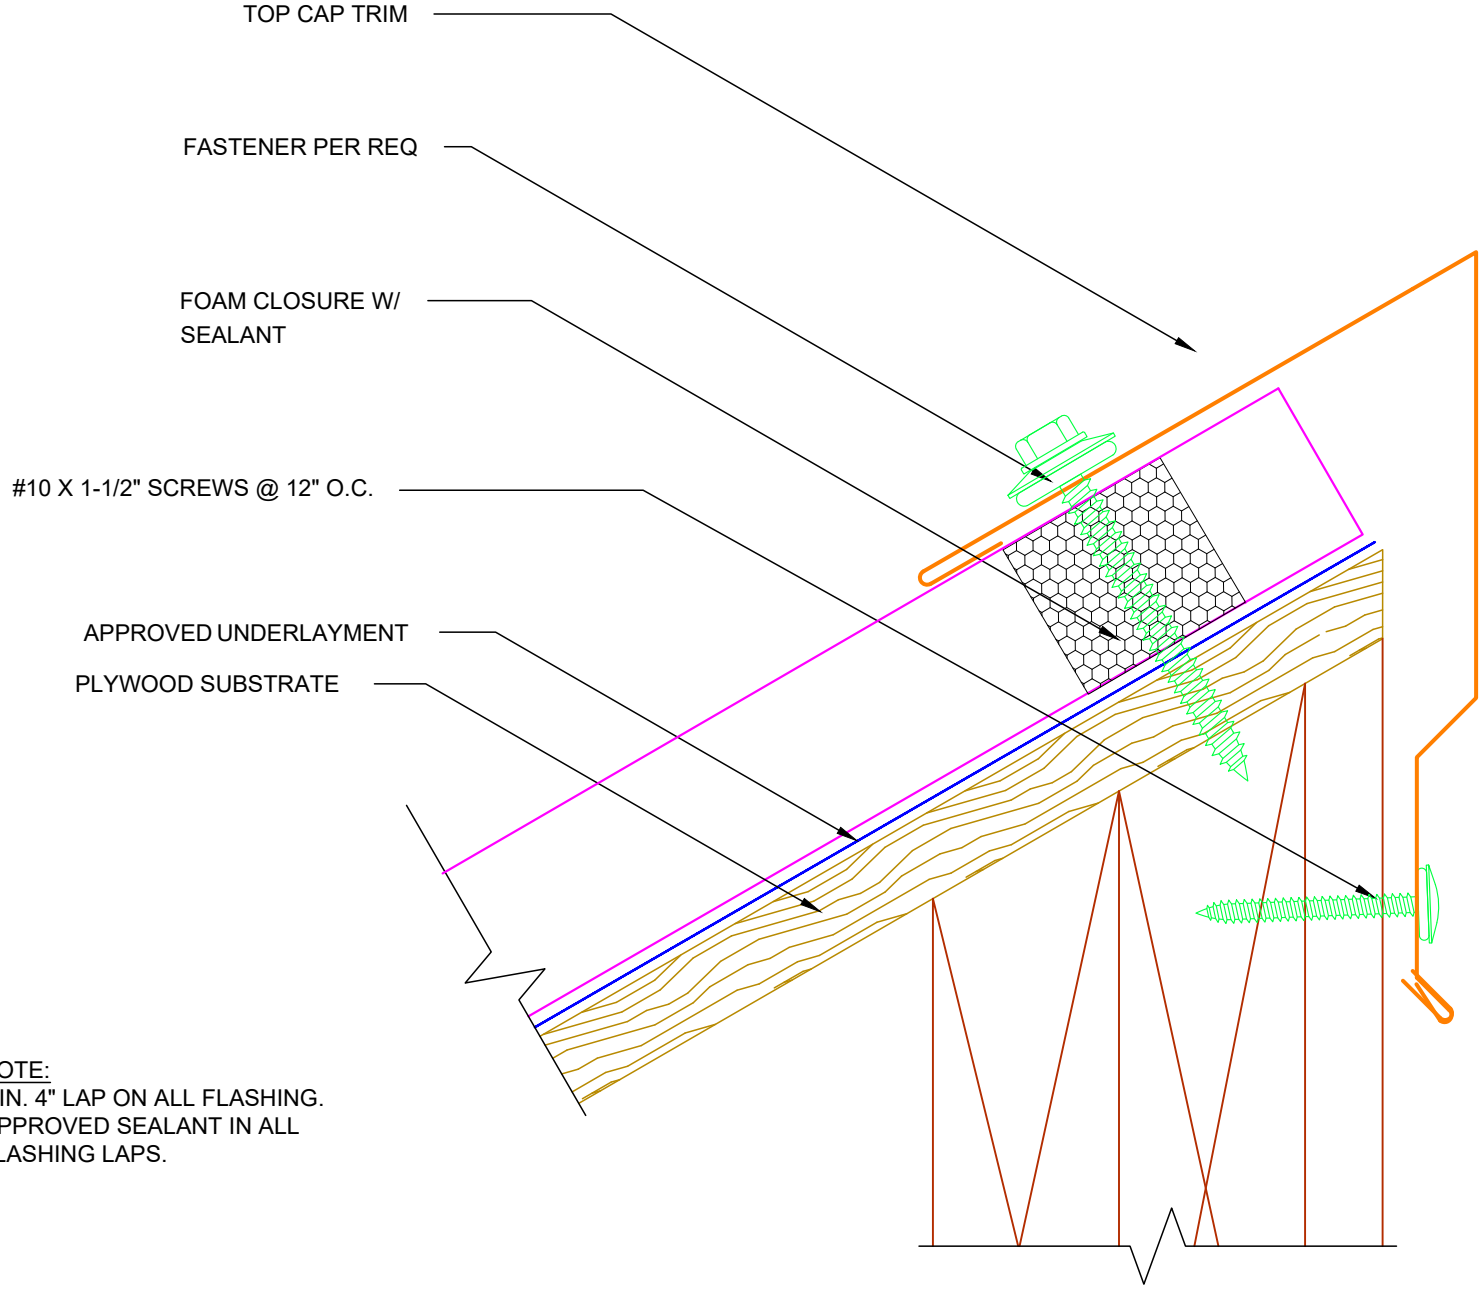 TOP CAP TRIM
FASTENER PER REQ
FOAM CLOSURE W/
SEALANT
#10 X 1-1/2" SCREWS @ 12" O.C.
APPROVED UNDERLAYMENT
PLYWOOD SUBSTRATE
OTE:
IN. 4" LAP ON ALL FLASHING.
PPROVED SEALANT IN ALL
LASHING LAPS.